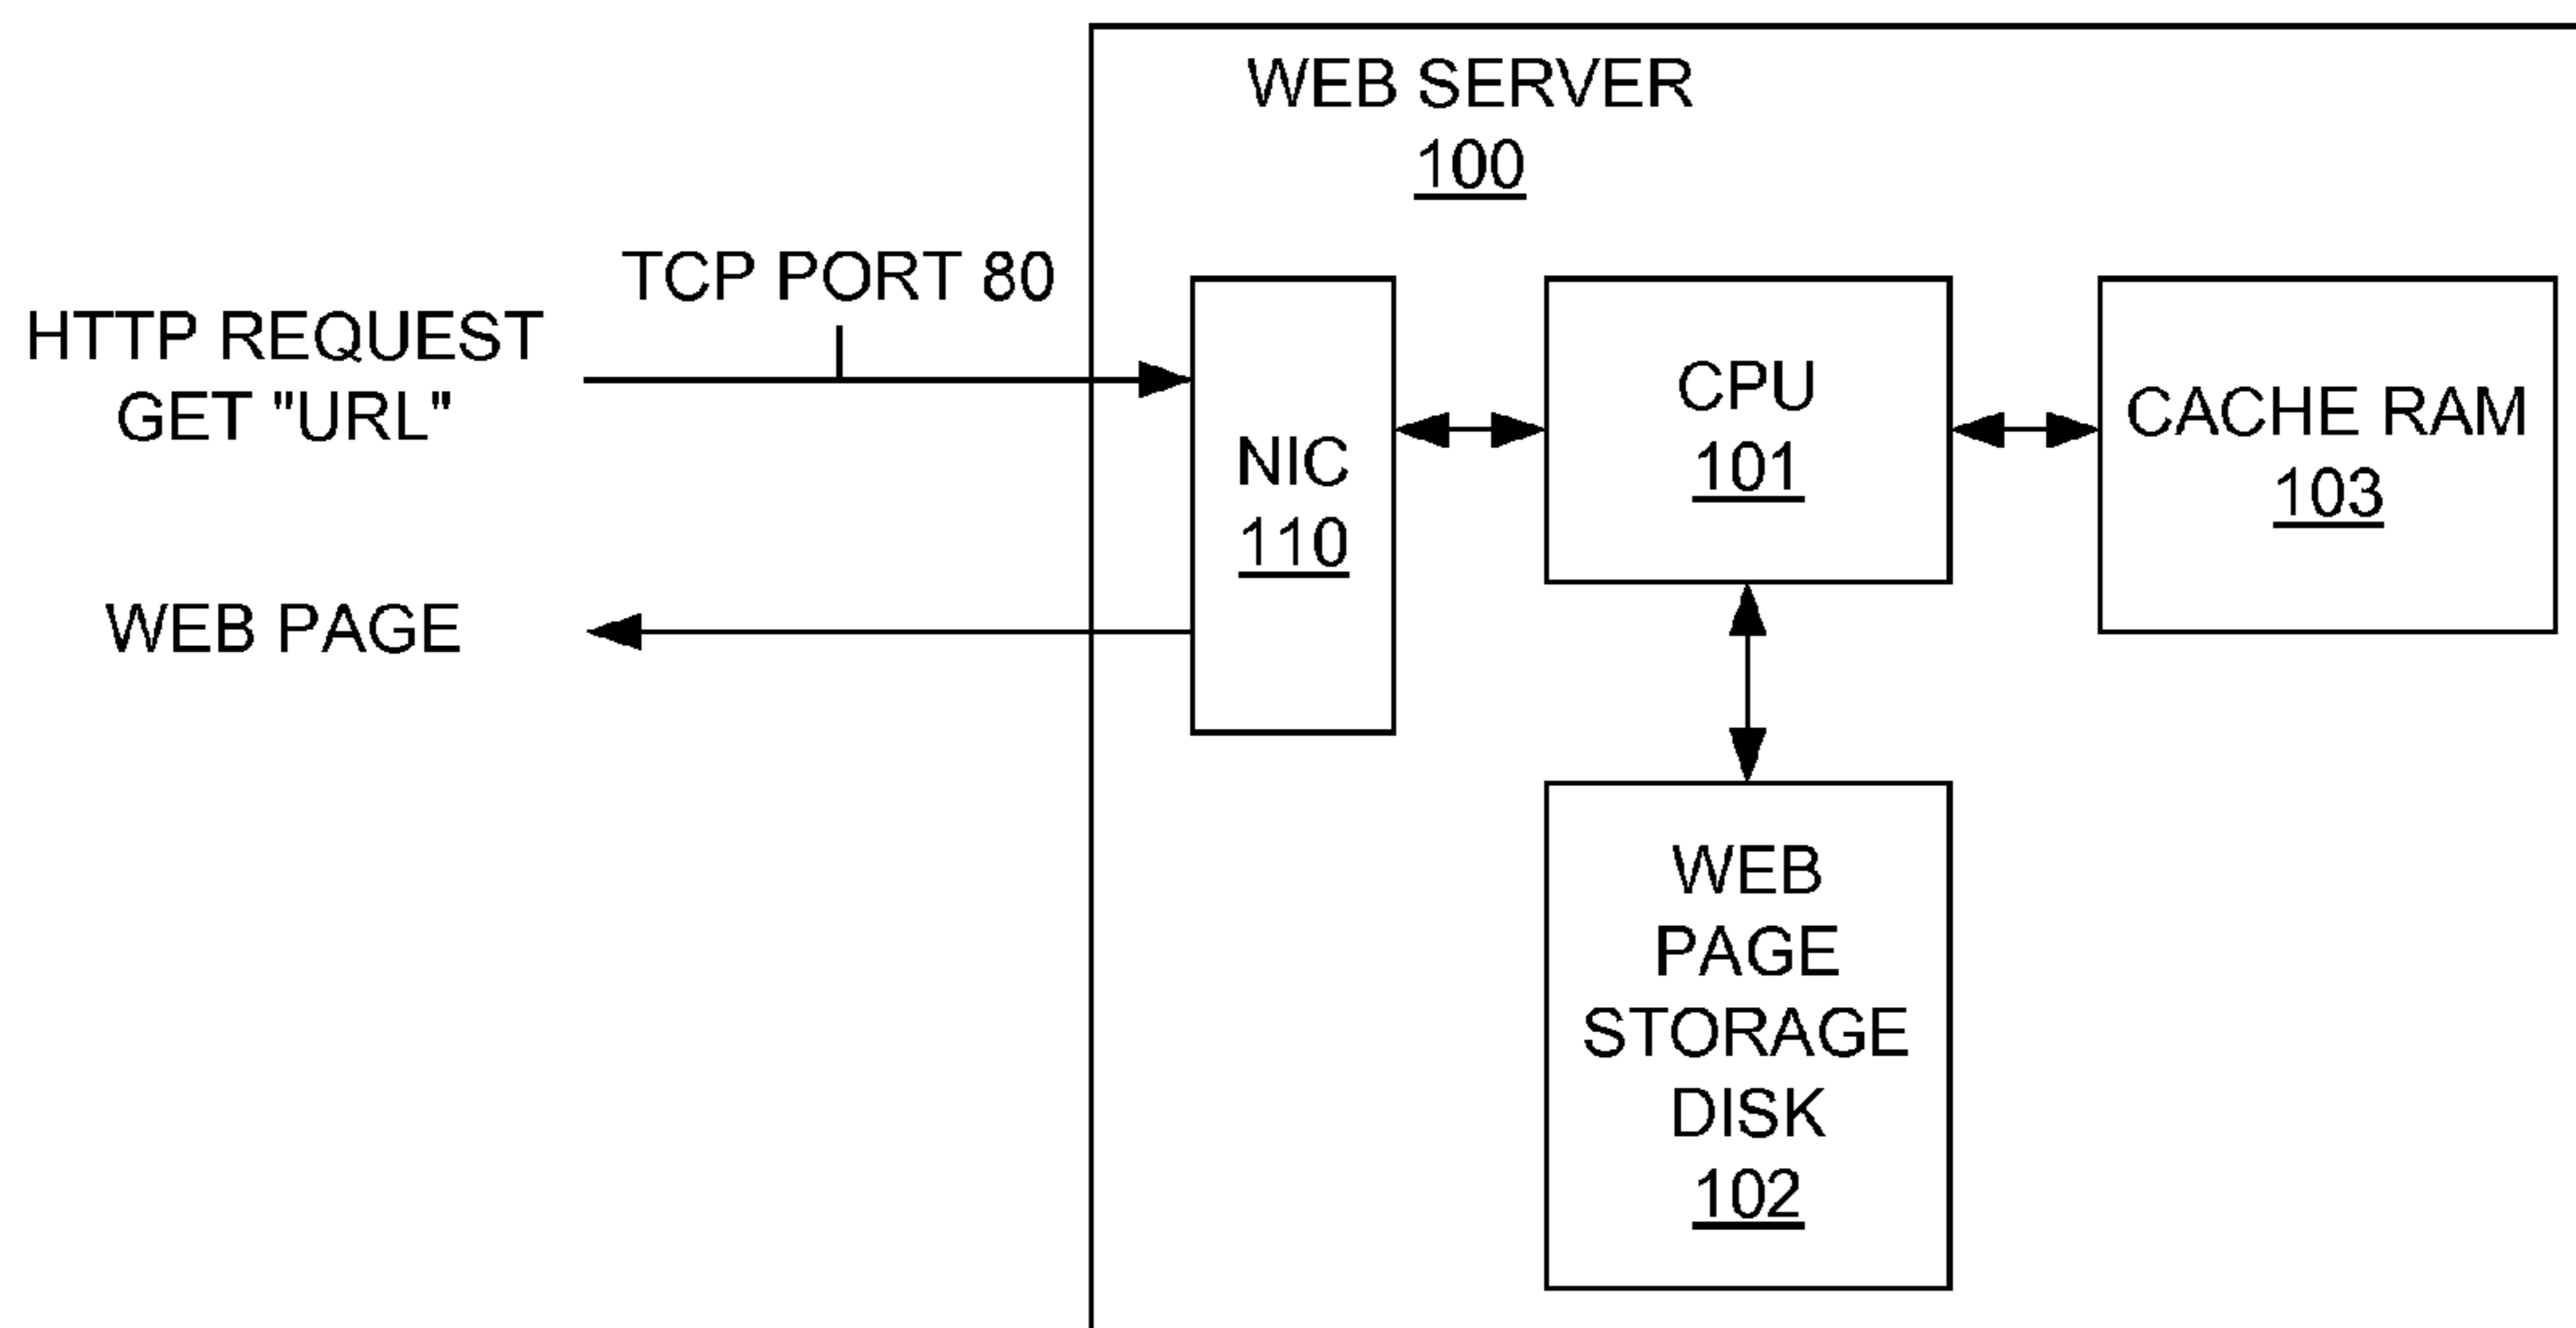 WEB SERVER
100
TCP PORT 80
HTTP REQUEST
GET "URL"
WEB PAGE
NIC
110
CPU
101
CACHE RAM
103
WEB
PAGE
STORAGE
DISK
102